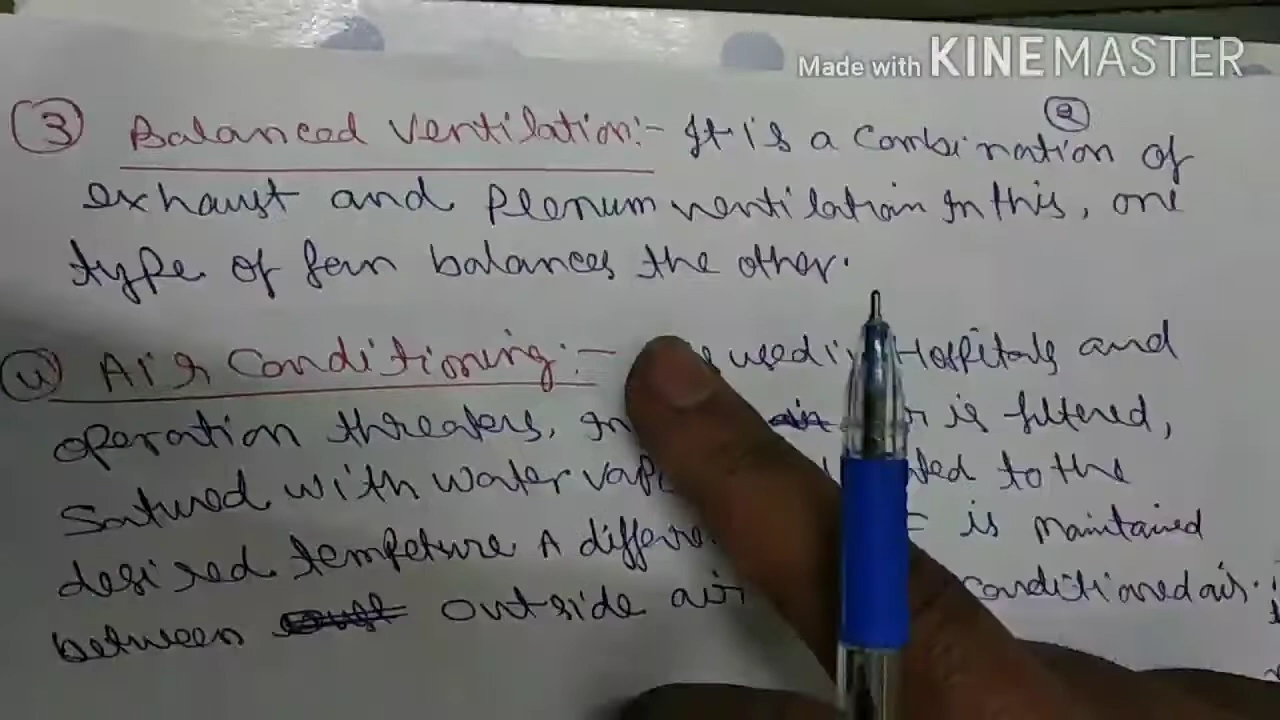 Made with KINEMASTER
③ Balanced Ventilation:- It is a Combination of
exhaust and Plenum ventilation In this, one
type of fan balances the other.
Air Conditioning:- used in Hospitals and
operation threaters, In is filtered,
Satured with water to the
desired tempeture A is Maintained
between outside air conditioned air.